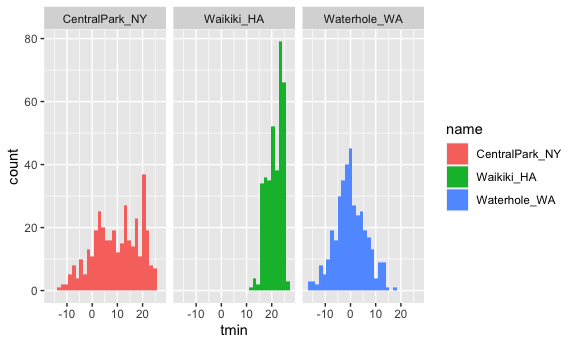 CentralPark_NY Waikiki_HA Waterhole_WA
80
60
40
20
0
count
-10 0 10 20 -10 0 10 20 -10 0 10 20
tmin
name
CentralPark_NY
Waikiki_HA
Waterhole_WA